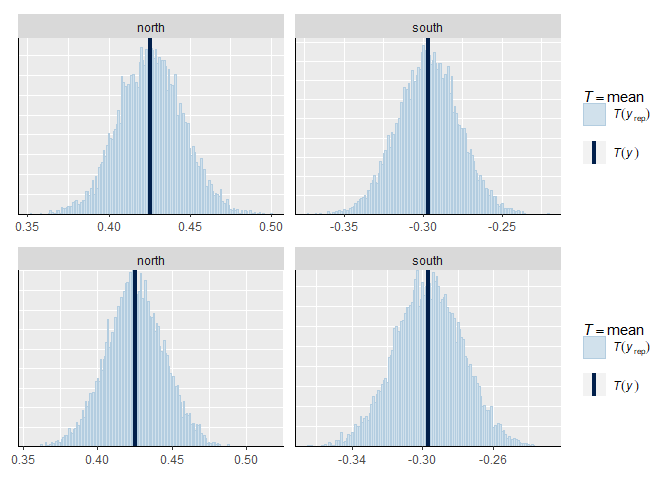 north
south
0.35 0.40 0.45 0.50
-0.35 -0.30 -0.25
T = mean
T(yrep)
T(y)
north
south
0.35 0.40 0.45 0.50
-0.34 -0.30 -0.26
T = mean
T(yrep)
T(y)